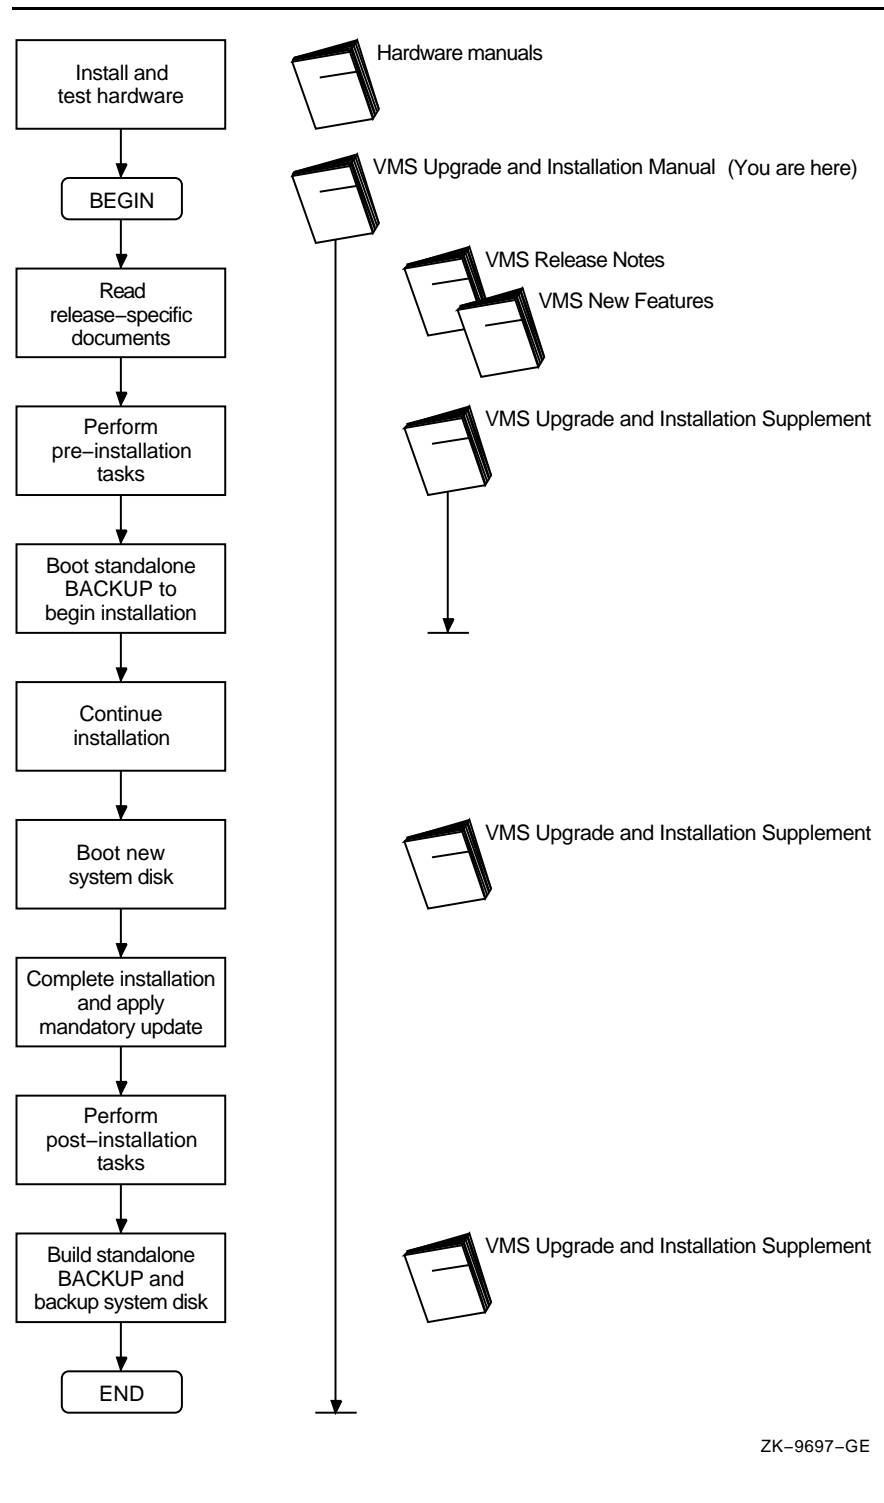 Install and
test hardware
Hardware manuals
BEGIN
VMS Upgrade and Installation Manual (You are here)
Read
release–specific
documents
VMS Release Notes
VMS New Features
Perform
pre–installation
tasks
VMS Upgrade and Installation Supplement
Boot standalone
BACKUP to
begin installation
Continue
installation
Boot new
system disk
VMS Upgrade and Installation Supplement
Complete installation
and apply
mandatory update
Perform
post–installation
tasks
Build standalone
BACKUP and
backup system disk
VMS Upgrade and Installation Supplement
END
ZK–9697–GE